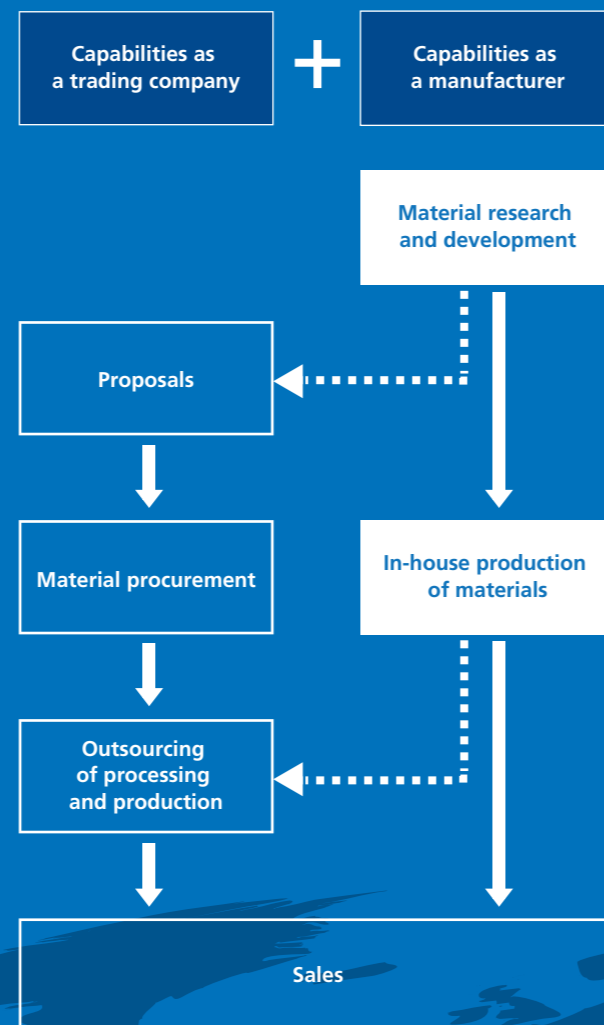 Capabilities as
a trading company
+
Capabilities as
a manufacturer
Material research
and development
Proposals
Material procurement
In-house production
of materials
Outsourcing
of processing
and production
Sales